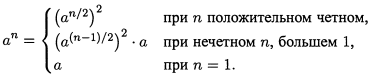 (a^{n/2})^2 при n положительном четном,
a^n = { (a^{(n-1)/2})^2 · a при нечетном n, большем 1,
a при n = 1.